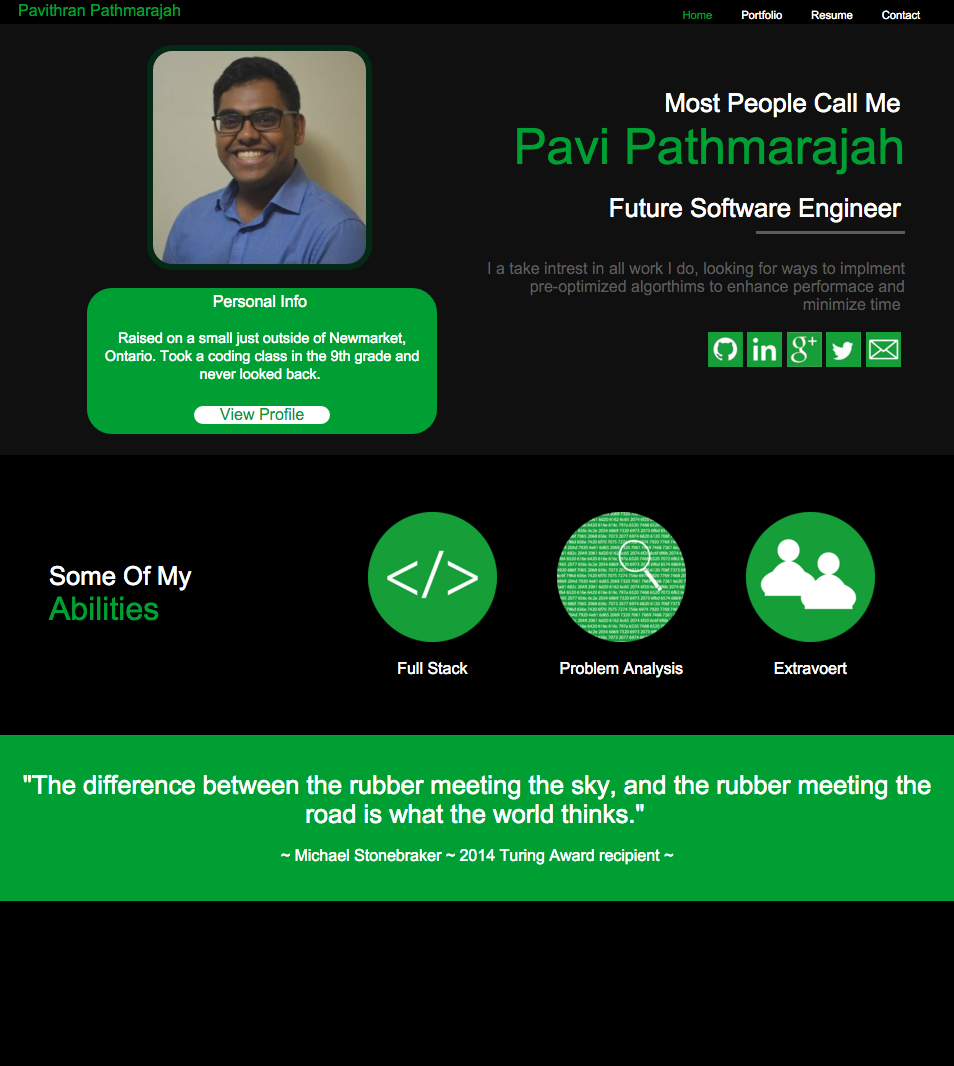 Pavithran Pathmarajah
Home Portfolio Resume Contact
Most People Call Me
Pavi Pathmarajah
Future Software Engineer
I a take intrest in all work I do, looking for ways to implment
pre-optimized algorthims to enhance performace and
minimize time
Personal Info
Raised on a small just outside of Newmarket,
Ontario. Took a coding class in the 9th grade and
never looked back.
View Profile
Some Of My
Abilities
</>
Full Stack
Problem Analysis
Extravoert
"The difference between the rubber meeting the sky, and the rubber meeting the
road is what the world thinks."
~ Michael Stonebraker ~ 2014 Turing Award recipient ~